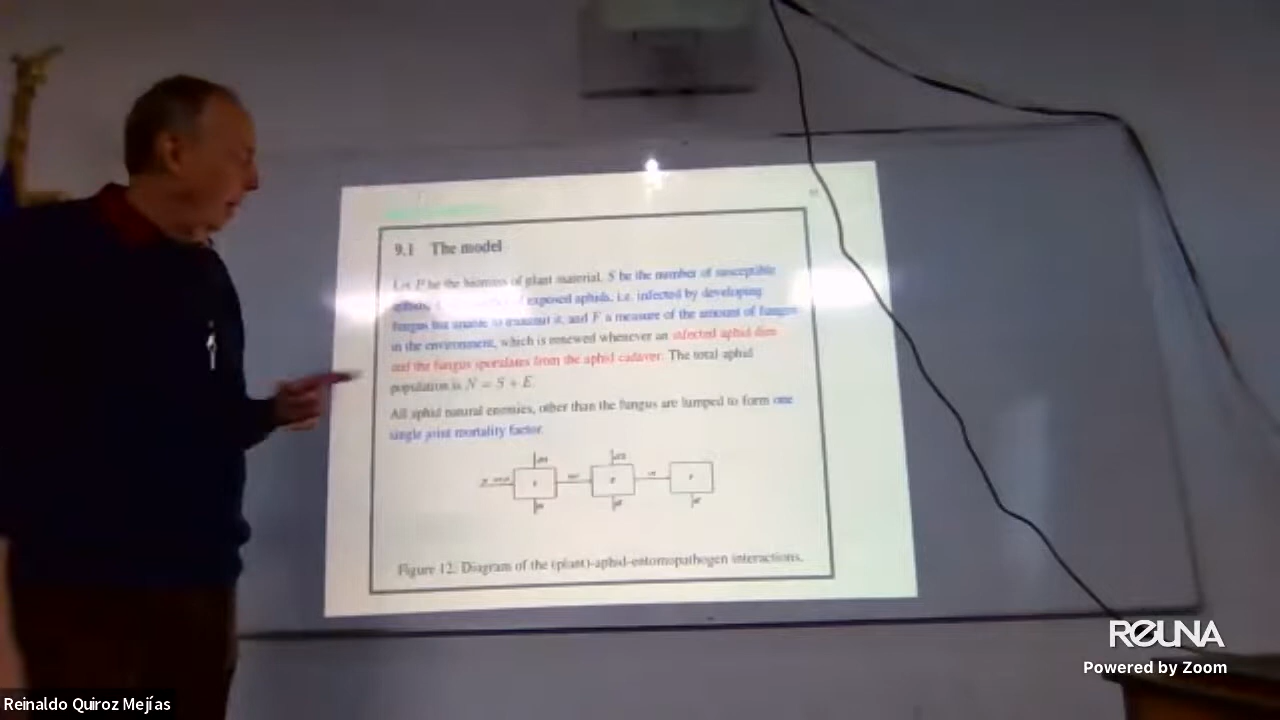 9.1 The model
Let P be the biomass of plant material, S be the number of susceptible
exposed aphids, i.e. infected by developing
fungus but unable to transmit it, and F a measure of the amount of fungus
in the environment, which is renewed whenever an infected aphid dies
and the fungus sporulates from the aphid cadaver. The total aphid
population is N = S + E.
All aphid natural enemies, other than the fungus are lumped to form one
single joint mortality factor.
Figure 12: Diagram of the (plant)-aphid-entomopathogen interactions.
REUNA
Powered by Zoom
Reinaldo Quiroz Mejías